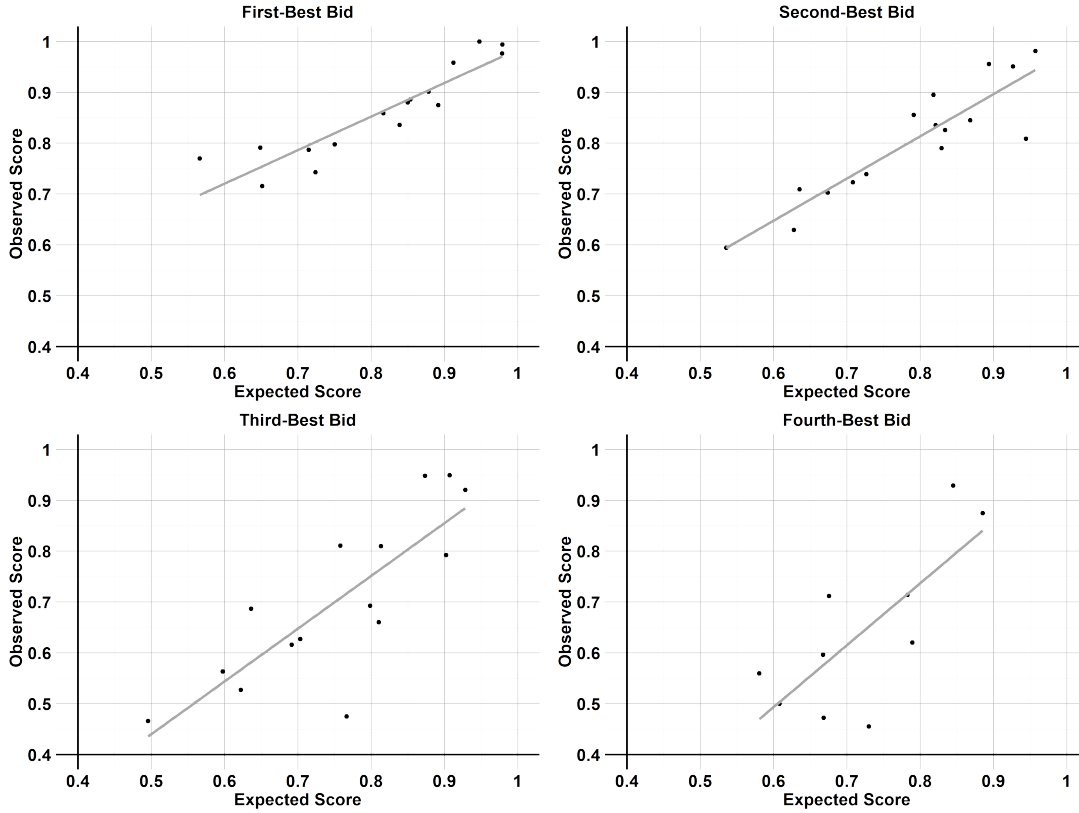 First-Best Bid
Observed Score
1
0.9
0.8
0.7
0.6
0.5
0.4
0.4 0.5 0.6 0.7 0.8 0.9 1
Expected Score
Second-Best Bid
Observed Score
1
0.9
0.8
0.7
0.6
0.5
0.4
0.4 0.5 0.6 0.7 0.8 0.9 1
Expected Score
Third-Best Bid
Observed Score
1
0.9
0.8
0.7
0.6
0.5
0.4
0.4 0.5 0.6 0.7 0.8 0.9 1
Expected Score
Fourth-Best Bid
Observed Score
1
0.9
0.8
0.7
0.6
0.5
0.4
0.4 0.5 0.6 0.7 0.8 0.9 1
Expected Score